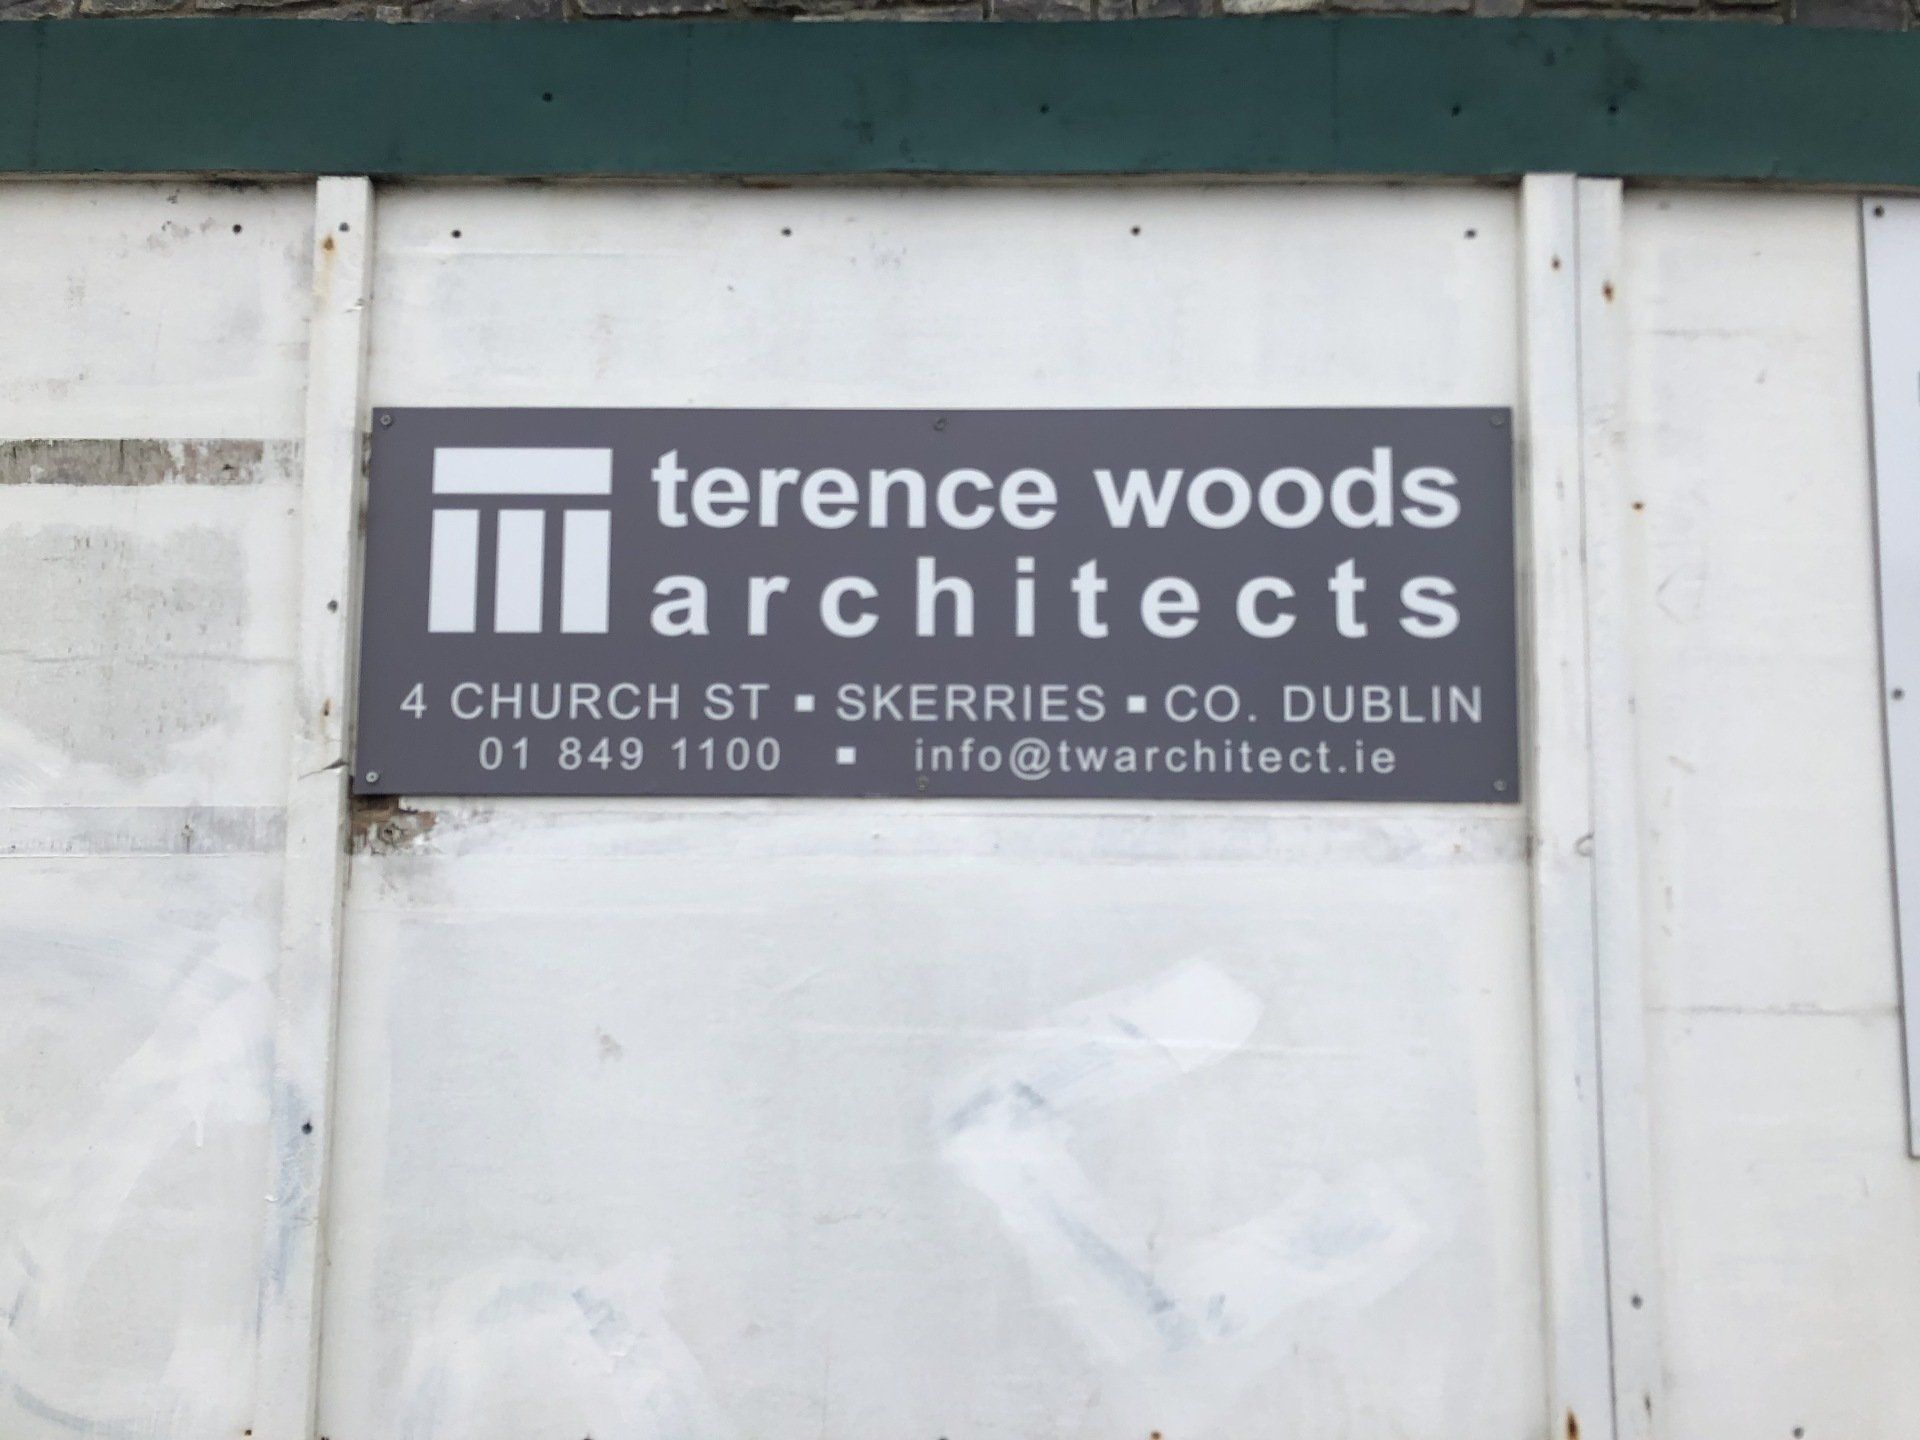 terence woods
architects
4 CHURCH ST ▪ SKERRIES ▪ CO. DUBLIN
01 849 1100 ▪ info@twarchitect.ie